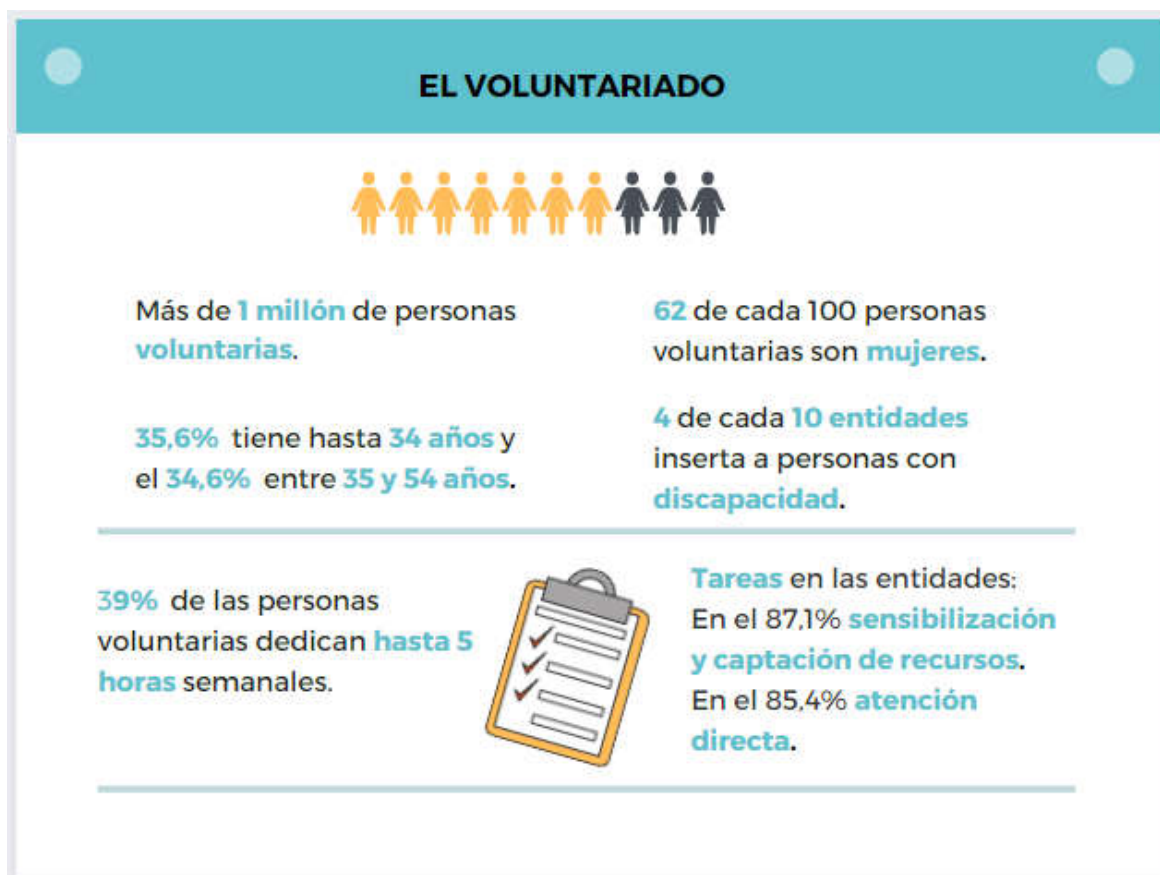 EL VOLUNTARIADO
Más de 1 millón de personas
voluntarias.
62 de cada 100 personas
voluntarias son mujeres.
35,6% tiene hasta 34 años y
el 34,6% entre 35 y 54 años.
4 de cada 10 entidades
inserta a personas con
discapacidad.
39% de las personas
voluntarias dedican hasta 5
horas semanales.
Tareas en las entidades:
En el 87,1% sensibilización
y captación de recursos.
En el 85,4% atención
directa.